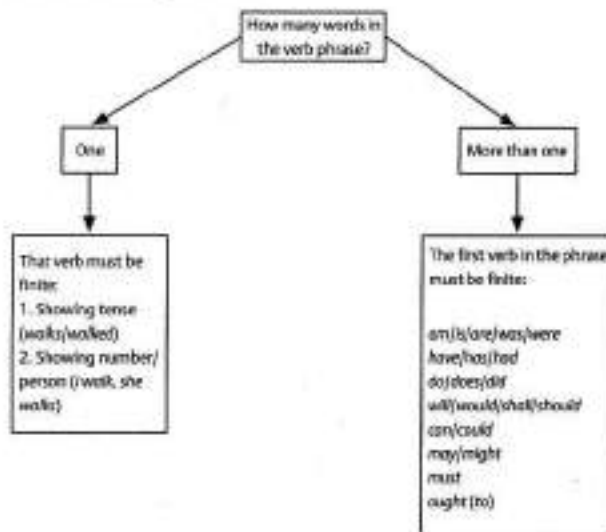 How many words in
the verb phrase?
One
More than one
That verb must be
finite:
1. Showing tense
(walks/walked)
2. Showing number/
person (I walk, she
walks)
The first verb in the phrase
must be finite:
am/is/are/was/were
have/has/had
do/does/did
will/would/shall/should
can/could
may/might
must
ought (to)